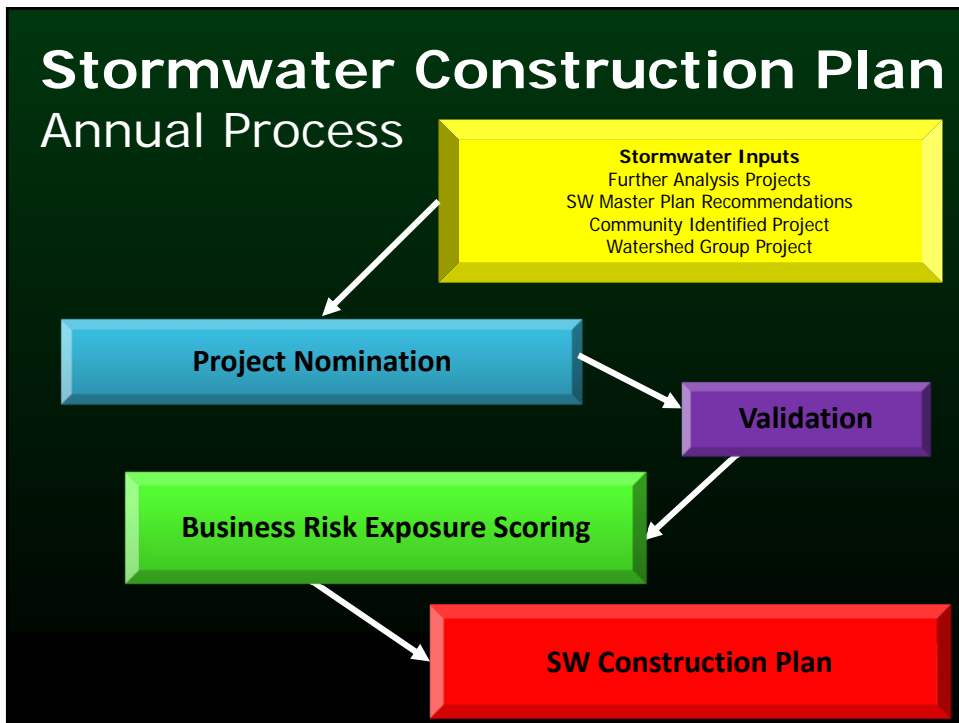 Stormwater Construction Plan
Annual Process
Stormwater Inputs
Further Analysis Projects
SW Master Plan Recommendations
Community Identified Project
Watershed Group Project
Project Nomination
Validation
Business Risk Exposure Scoring
SW Construction Plan